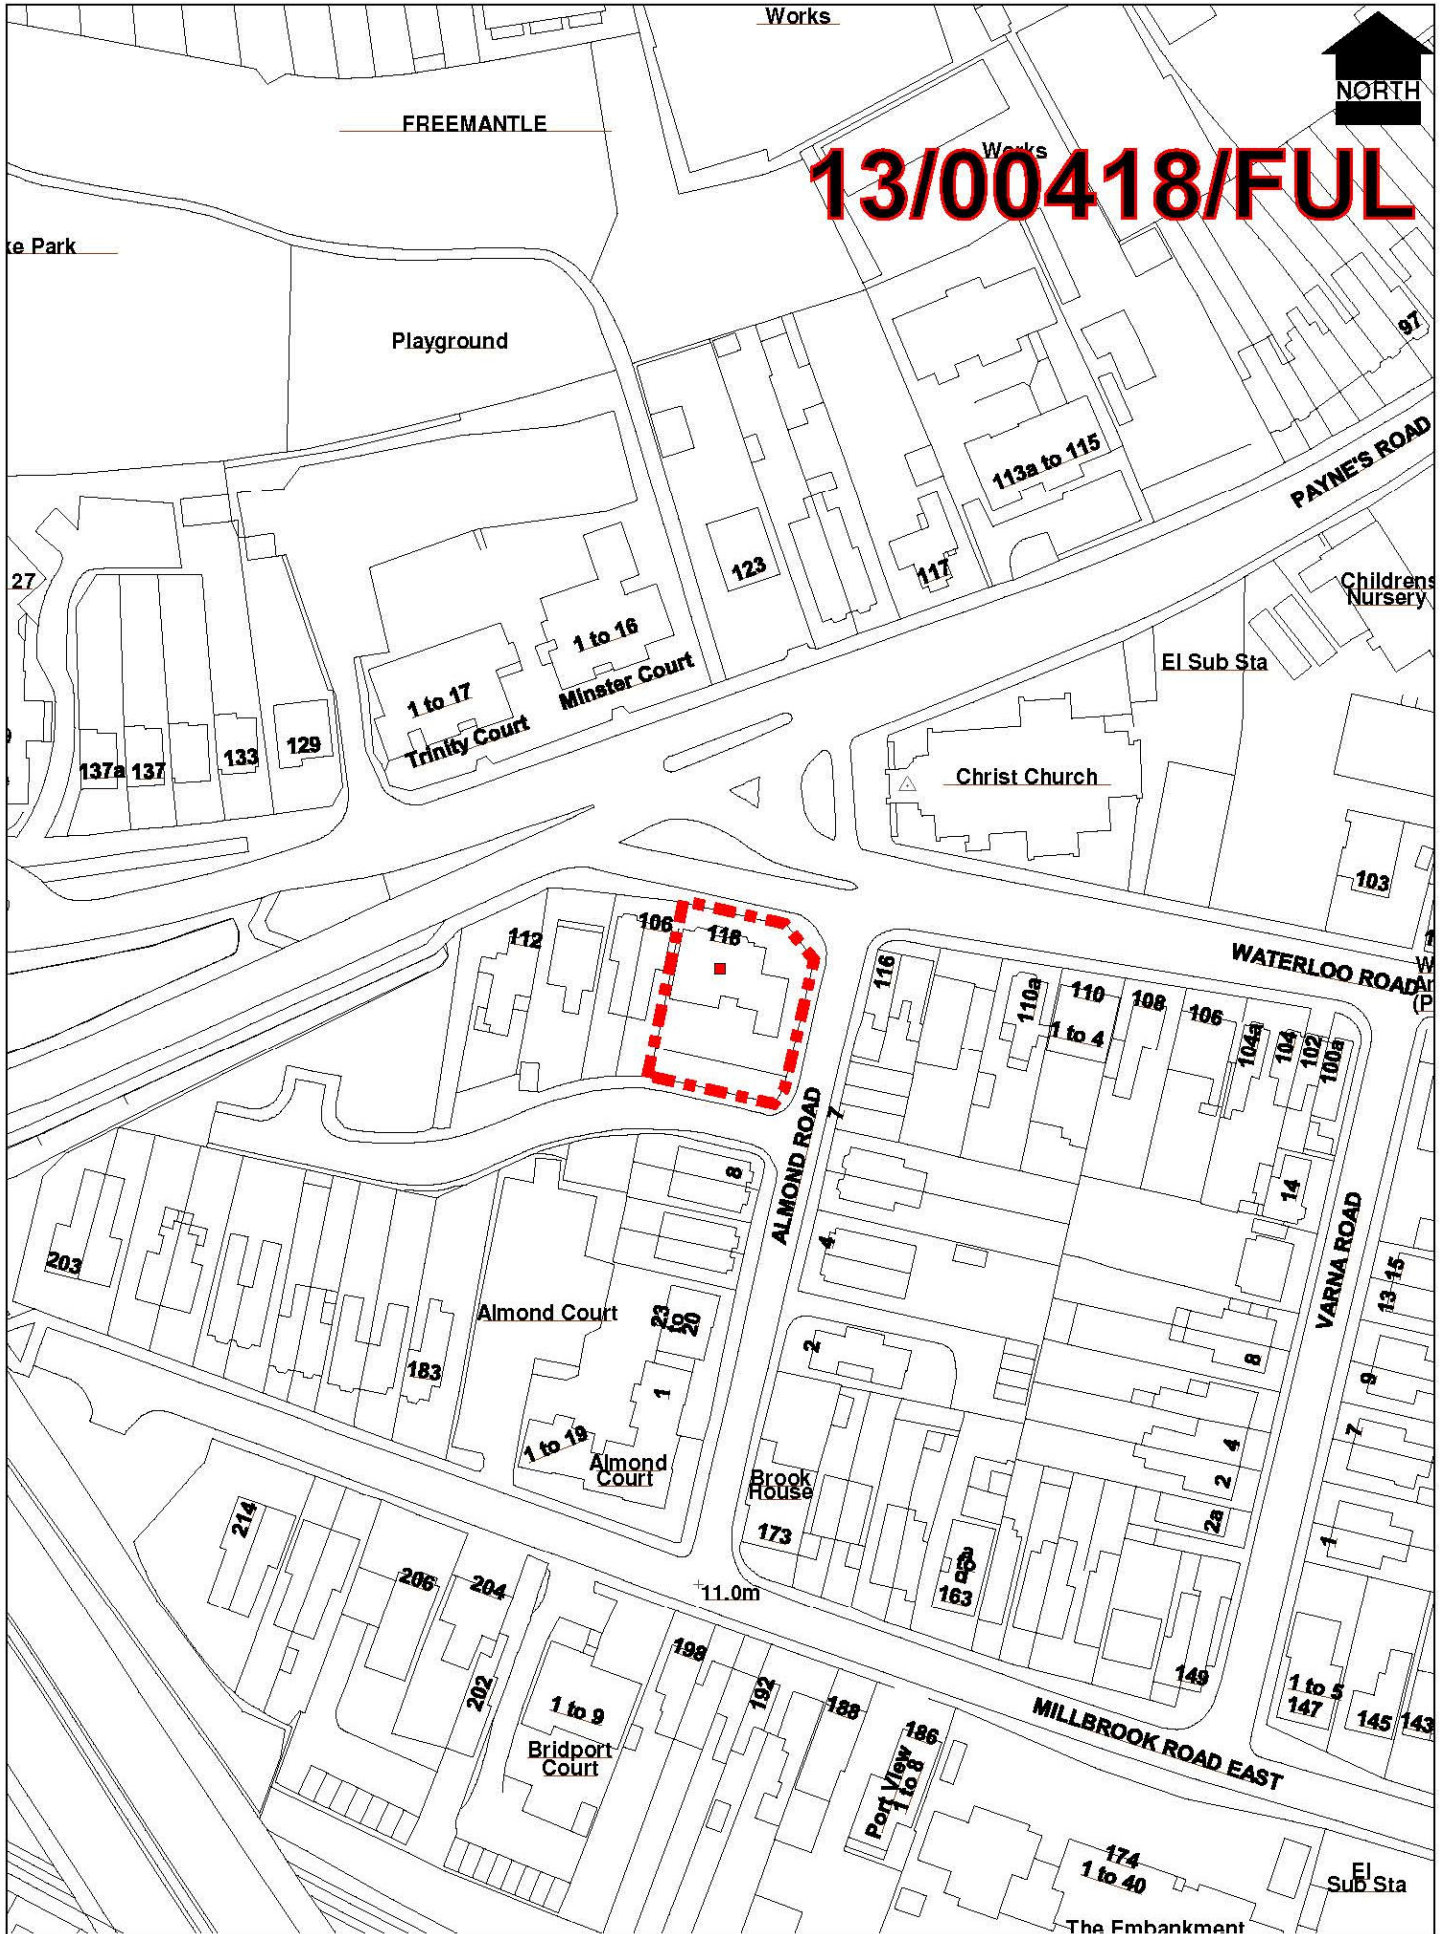 Works
NORTH
FREEMANTLE
Works
13/00418/FUL
ke Park
Playground
97
113a to 115
PAYNE'S ROAD
123
117
27
Childrens
Nursery
1 to 16
Minster Court
El Sub Sta
1 to 17
Trinity Court
137a
137
133
129
Christ Church
103
112
106
118
116
WATERLOO ROAD
110a
110
1 to 4
108
106
104a
104
102
100a
7
ALMOND ROAD
8
14
VARNA ROAD
4
203
15
13
Almond Court
23
to
20
2
8
9
183
1
7
1 to 19
Almond
Court
Brook
House
4
2
2a
173
1
214
206
204
11.0m
163
202
198
192
188
149
1 to 5
147
145
143
1 to 9
186
Port View
1 to 8
MILLBROOK ROAD EAST
Bridport
Court
174
1 to 40
El
Sub Sta
The Embankment